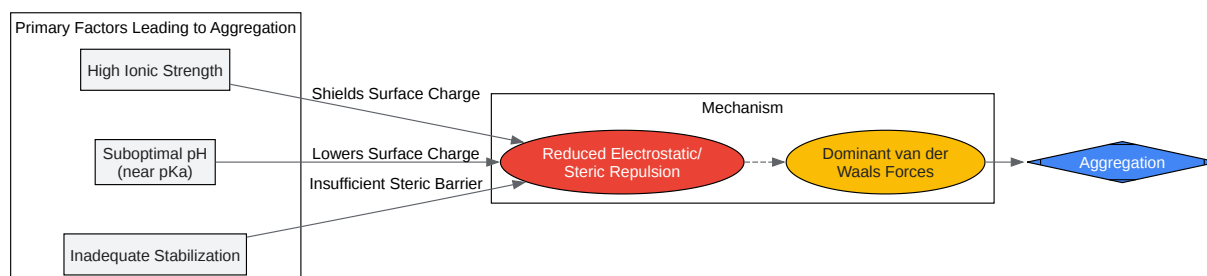 Primary Factors Leading to Aggregation
High Ionic Strength
Shields Surface Charge
Mechanism
Suboptimal pH
(near pKa)
Lowers Surface Charge
Reduced Electrostatic/
Steric Repulsion
Dominant van der
Waals Forces
Aggregation
Insufficient Steric Barrier
Inadequate Stabilization